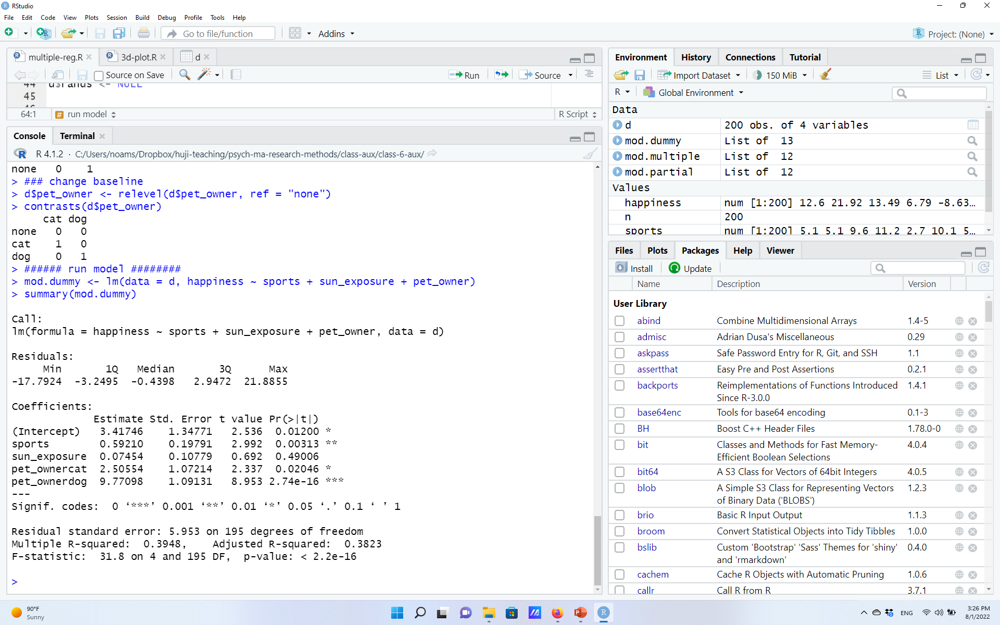 RStudio
File Edit Code View Plots Session Build Debug Profile Tools Help
Go to file/function Addins Project: (None)
multiple-reg.R 3d-plot.R d
Source on Save Run Source
44 d$rands <- NULL
45
46
64:1 # run model R Script
Console Terminal
R 4.1.2 · C:/Users/noams/Dropbox/huji-teaching/psych-ma-research-methods/class-aux/class-6-aux/
none 0 1
> ### change baseline
> d$pet_owner <- relevel(d$pet_owner, ref = "none")
> contrasts(d$pet_owner)
cat dog
none 0 0
cat 1 0
dog 0 1
> ###### run model ########
> mod.dummy <- lm(data = d, happiness ~ sports + sun_exposure + pet_owner)
> summary(mod.dummy)
Call:
lm(formula = happiness ~ sports + sun_exposure + pet_owner, data = d)
Residuals:
Min 1Q Median 3Q Max
-17.7924 -3.2495 -0.4398 2.9472 21.8855
Coefficients:
Estimate Std. Error t value Pr(>|t|)
(Intercept) 3.41746 1.34771 2.536 0.01200 *
sports 0.59210 0.19791 2.992 0.00313 **
sun_exposure 0.07454 0.10779 0.692 0.49006
pet_ownercat 2.50554 1.07214 2.337 0.02046 *
pet_ownerdog 9.77098 1.09131 8.953 2.74e-16 ***
---
Signif. codes: 0 ‘***’ 0.001 ‘**’ 0.01 ‘*’ 0.05 ‘.’ 0.1 ‘ ’ 1
Residual standard error: 5.953 on 195 degrees of freedom
Multiple R-squared: 0.3948, Adjusted R-squared: 0.3823
F-statistic: 31.8 on 4 and 195 DF, p-value: < 2.2e-16
>
Environment History Connections Tutorial
Import Dataset 150 MiB List
R Global Environment
Data
d 200 obs. of 4 variables
mod.dummy List of 13
mod.multiple List of 12
mod.partial List of 12
Values
happiness num [1:200] 12.6 21.92 13.49 6.79 -8.63…
n 200
sports num [1:200] 5.1 5.1 9.6 11.2 2.7 10.1 5…
Files Plots Packages Help Viewer
Install Update
Name Description Version
User Library
abind Combine Multidimensional Arrays 1.4-5
admisc Adrian Dusa's Miscellaneous 0.29
askpass Safe Password Entry for R, Git, and SSH 1.1
assertthat Easy Pre and Post Assertions 0.2.1
backports Reimplementations of Functions Introduced 1.4.1
Since R-3.0.0
base64enc Tools for base64 encoding 0.1-3
BH Boost C++ Header Files 1.78.0-0
bit Classes and Methods for Fast Memory- 4.0.4
Efficient Boolean Selections
bit64 A S3 Class for Vectors of 64bit Integers 4.0.5
blob A Simple S3 Class for Representing Vectors 1.2.3
of Binary Data ('BLOBS')
brio Basic R Input Output 1.1.3
broom Convert Statistical Objects into Tidy Tibbles 1.0.0
bslib Custom 'Bootstrap' 'Sass' Themes for 'shiny' 0.4.0
and 'rmarkdown'
cachem Cache R Objects with Automatic Pruning 1.0.6
callr Call R from R 3.7.1
90°F
Sunny
ENG
3:26 PM
8/1/2022